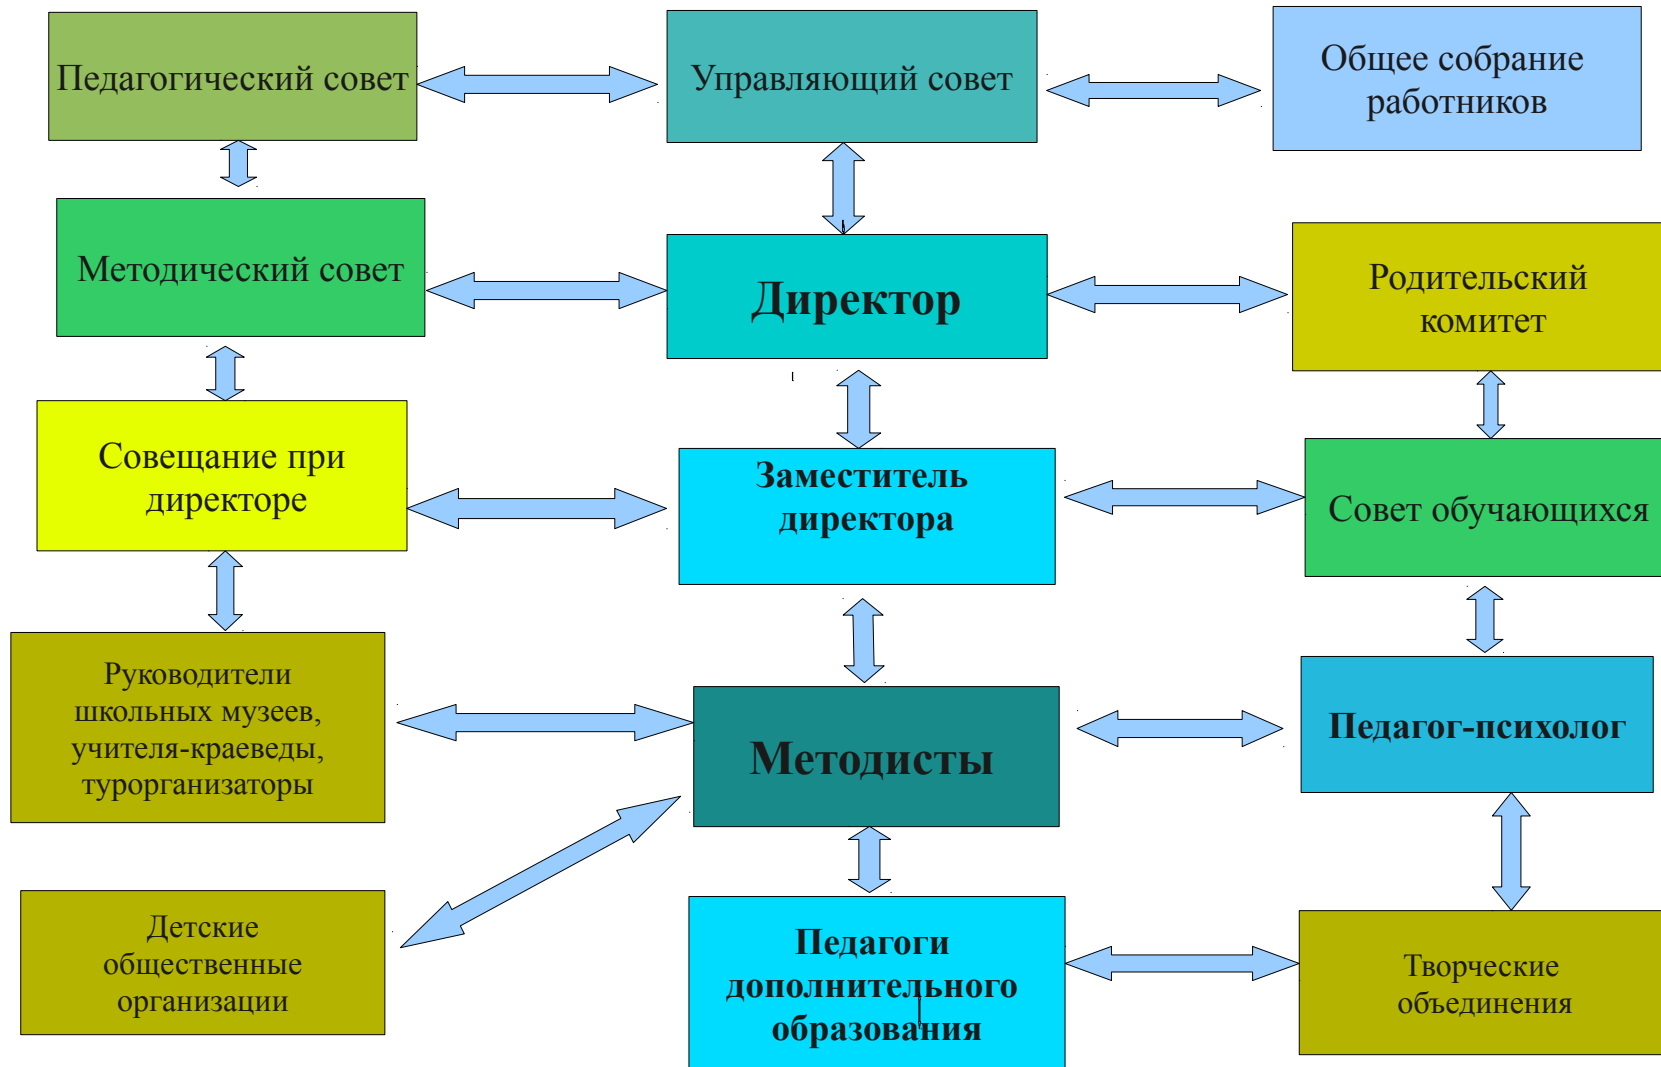 Педагогический совет
Управляющий совет
Общее собрание
работников
Методический совет
Директор
Родительский
комитет
Совещание при
директоре
Заместитель
директора
Совет обучающихся
Руководители
школьных музеев,
учителя-краеведы,
турорганизаторы
Методисты
Педагог-психолог
Детские
общественные
организации
Педагоги
дополнительного
образования
Творческие
объединения